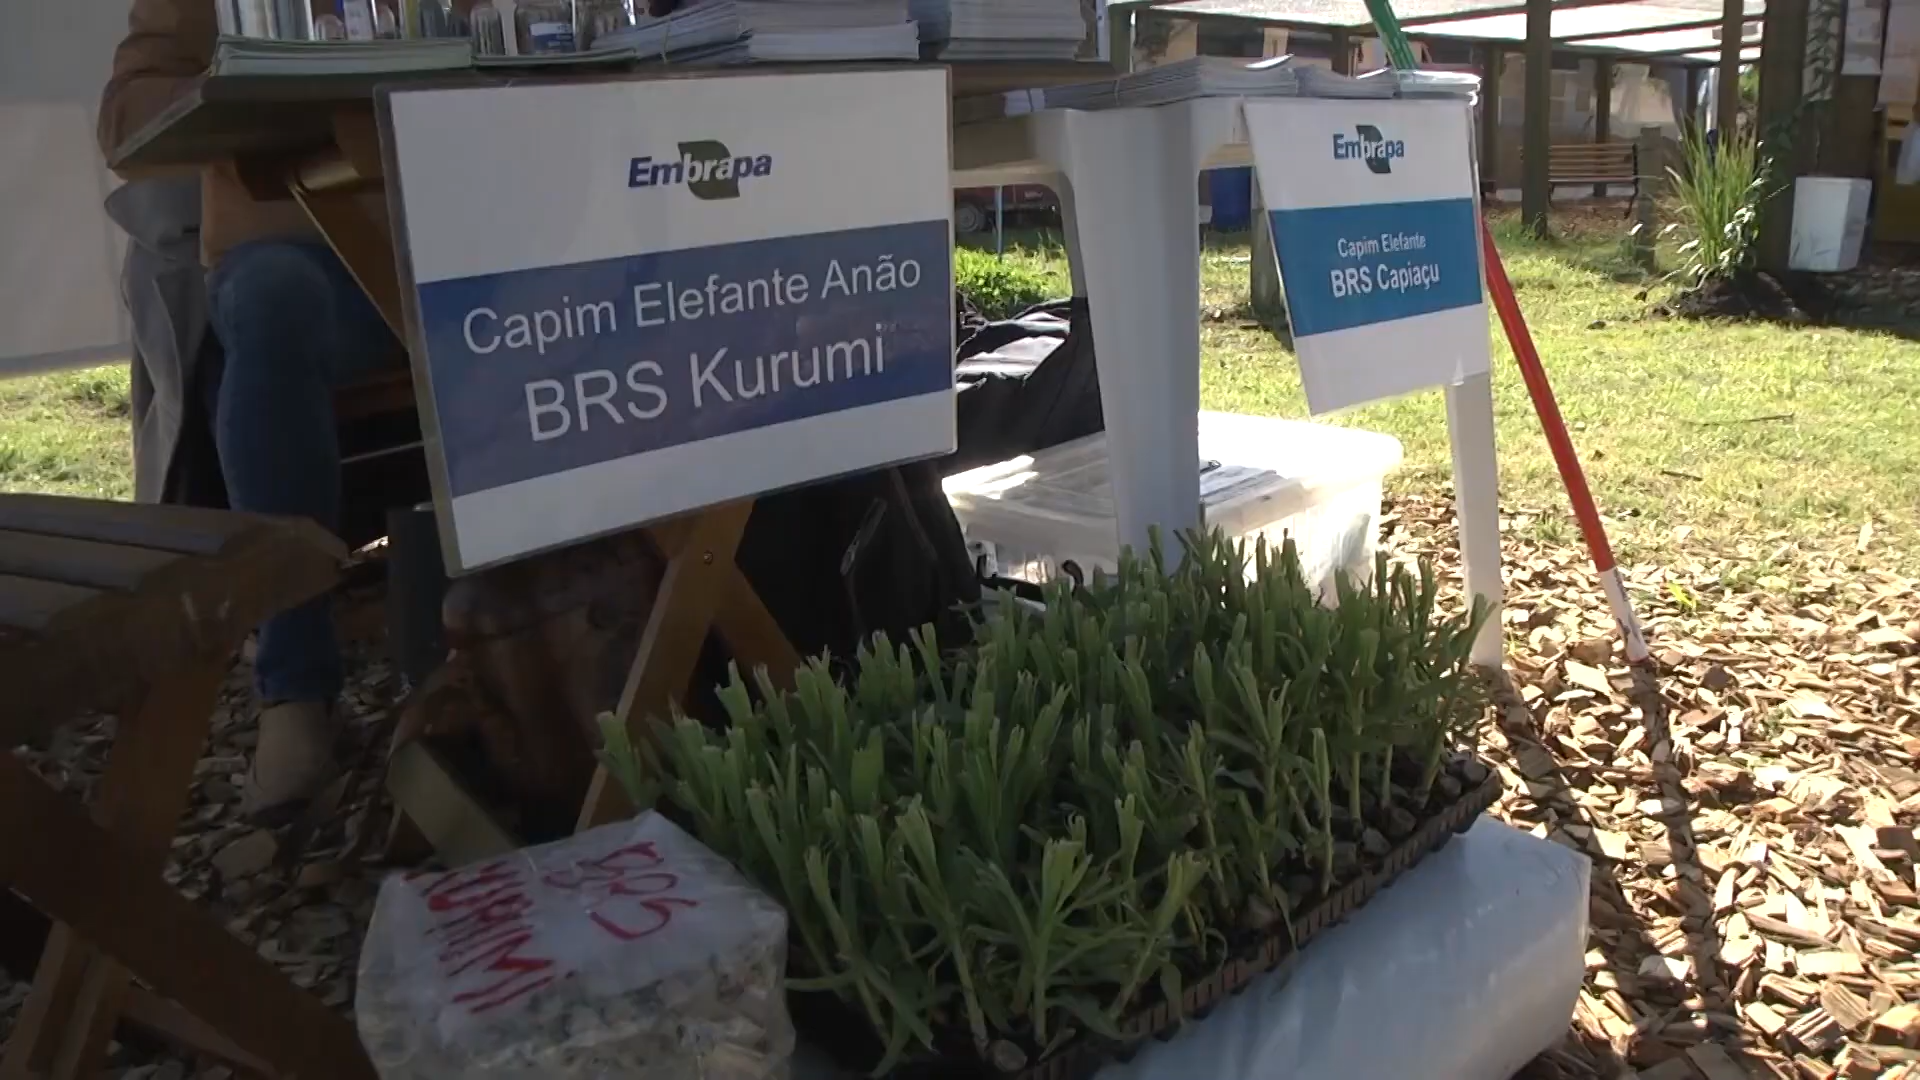 Embrapa
Capim Elefante Anão
BRS Kurumi
Embrapa
Capim Elefante
BRS Capiaçu
BRS
KURUMI